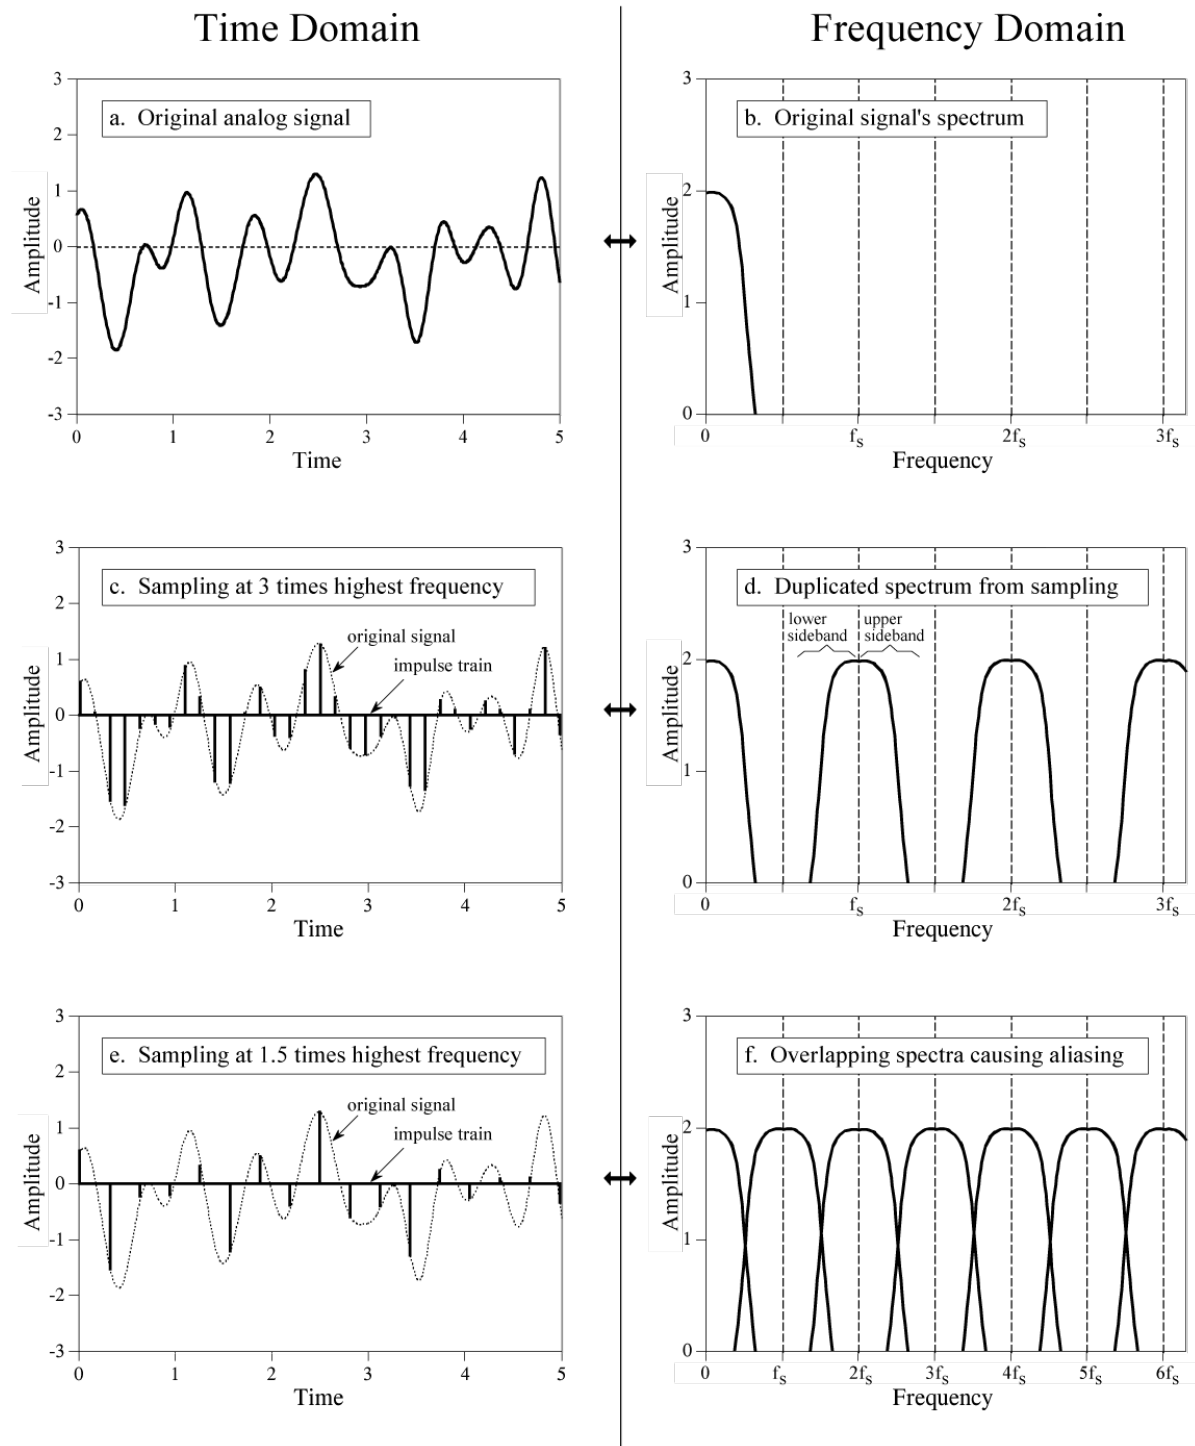 Time Domain
Frequency Domain
a. Original analog signal
3
2
1
0
-1
-2
-3
Amplitude
0 1 2 3 4 5
Time
b. Original signal's spectrum
3
2
1
0
Amplitude
0 fs 2fs 3fs
Frequency
c. Sampling at 3 times highest frequency
original signal
impulse train
3
2
1
0
-1
-2
-3
Amplitude
0 1 2 3 4 5
Time
d. Duplicated spectrum from sampling
lower
sideband
upper
sideband
3
2
1
0
Amplitude
0 fs 2fs 3fs
Frequency
e. Sampling at 1.5 times highest frequency
original signal
impulse train
3
2
1
0
-1
-2
-3
Amplitude
0 1 2 3 4 5
Time
f. Overlapping spectra causing aliasing
3
2
1
0
Amplitude
0 fs 2fs 3fs 4fs 5fs 6fs
Frequency